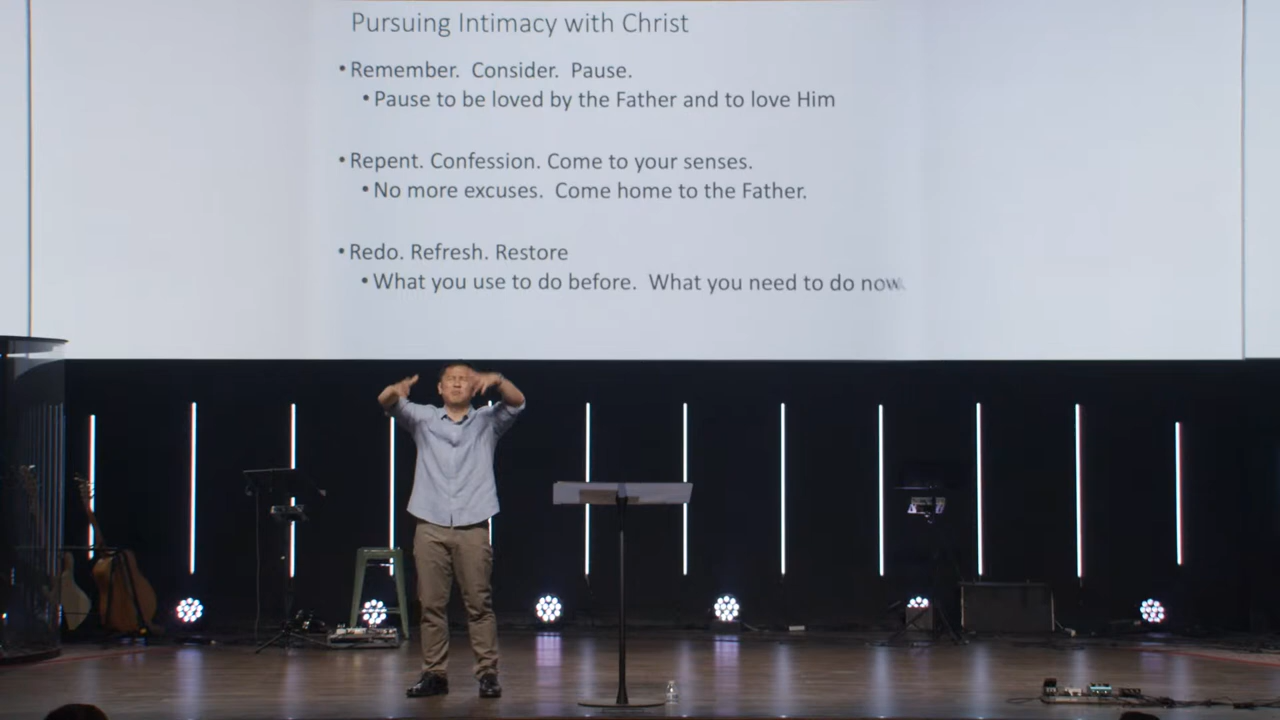 Pursuing Intimacy with Christ
•Remember. Consider. Pause.
•Pause to be loved by the Father and to love Him
•Repent. Confession. Come to your senses.
•No more excuses. Come home to the Father.
•Redo. Refresh. Restore
•What you use to do before. What you need to do now.